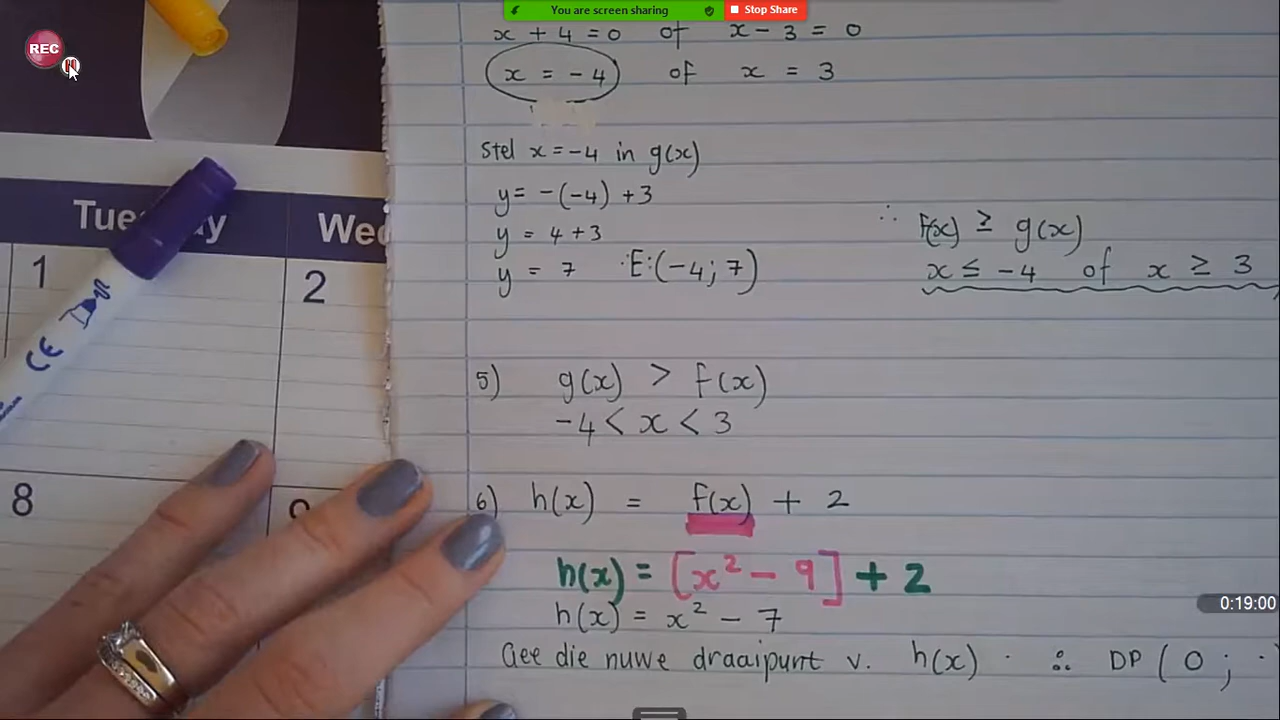 You are screen sharing Stop Share
REC
x + 4 = 0 of x - 3 = 0
x = -4 of x = 3
Stel x = -4 in g(x)
y = -(-4) + 3
y = 4 + 3
y = 7 ∴E:(-4; 7)
∴ f(x) ≥ g(x)
x ≤ -4 of x ≥ 3
5) g(x) > f(x)
-4 < x < 3
6) h(x) = f(x) + 2
h(x) = [x² - 9] + 2
h(x) = x² - 7
Gee die nuwe draaipunt v. h(x) . ∴ DP (0 ;
Tuesday Wed
1 2
8 9
CE
0:19:00